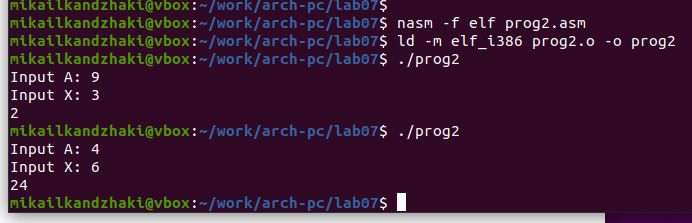 mikailkandzhaki@vbox:~/work/arch-pc/lab07$
mikailkandzhaki@vbox:~/work/arch-pc/lab07$ nasm -f elf prog2.asm
mikailkandzhaki@vbox:~/work/arch-pc/lab07$ ld -m elf_i386 prog2.o -o prog2
mikailkandzhaki@vbox:~/work/arch-pc/lab07$ ./prog2
Input A: 9
Input X: 3
2
mikailkandzhaki@vbox:~/work/arch-pc/lab07$ ./prog2
Input A: 4
Input X: 6
24
mikailkandzhaki@vbox:~/work/arch-pc/lab07$